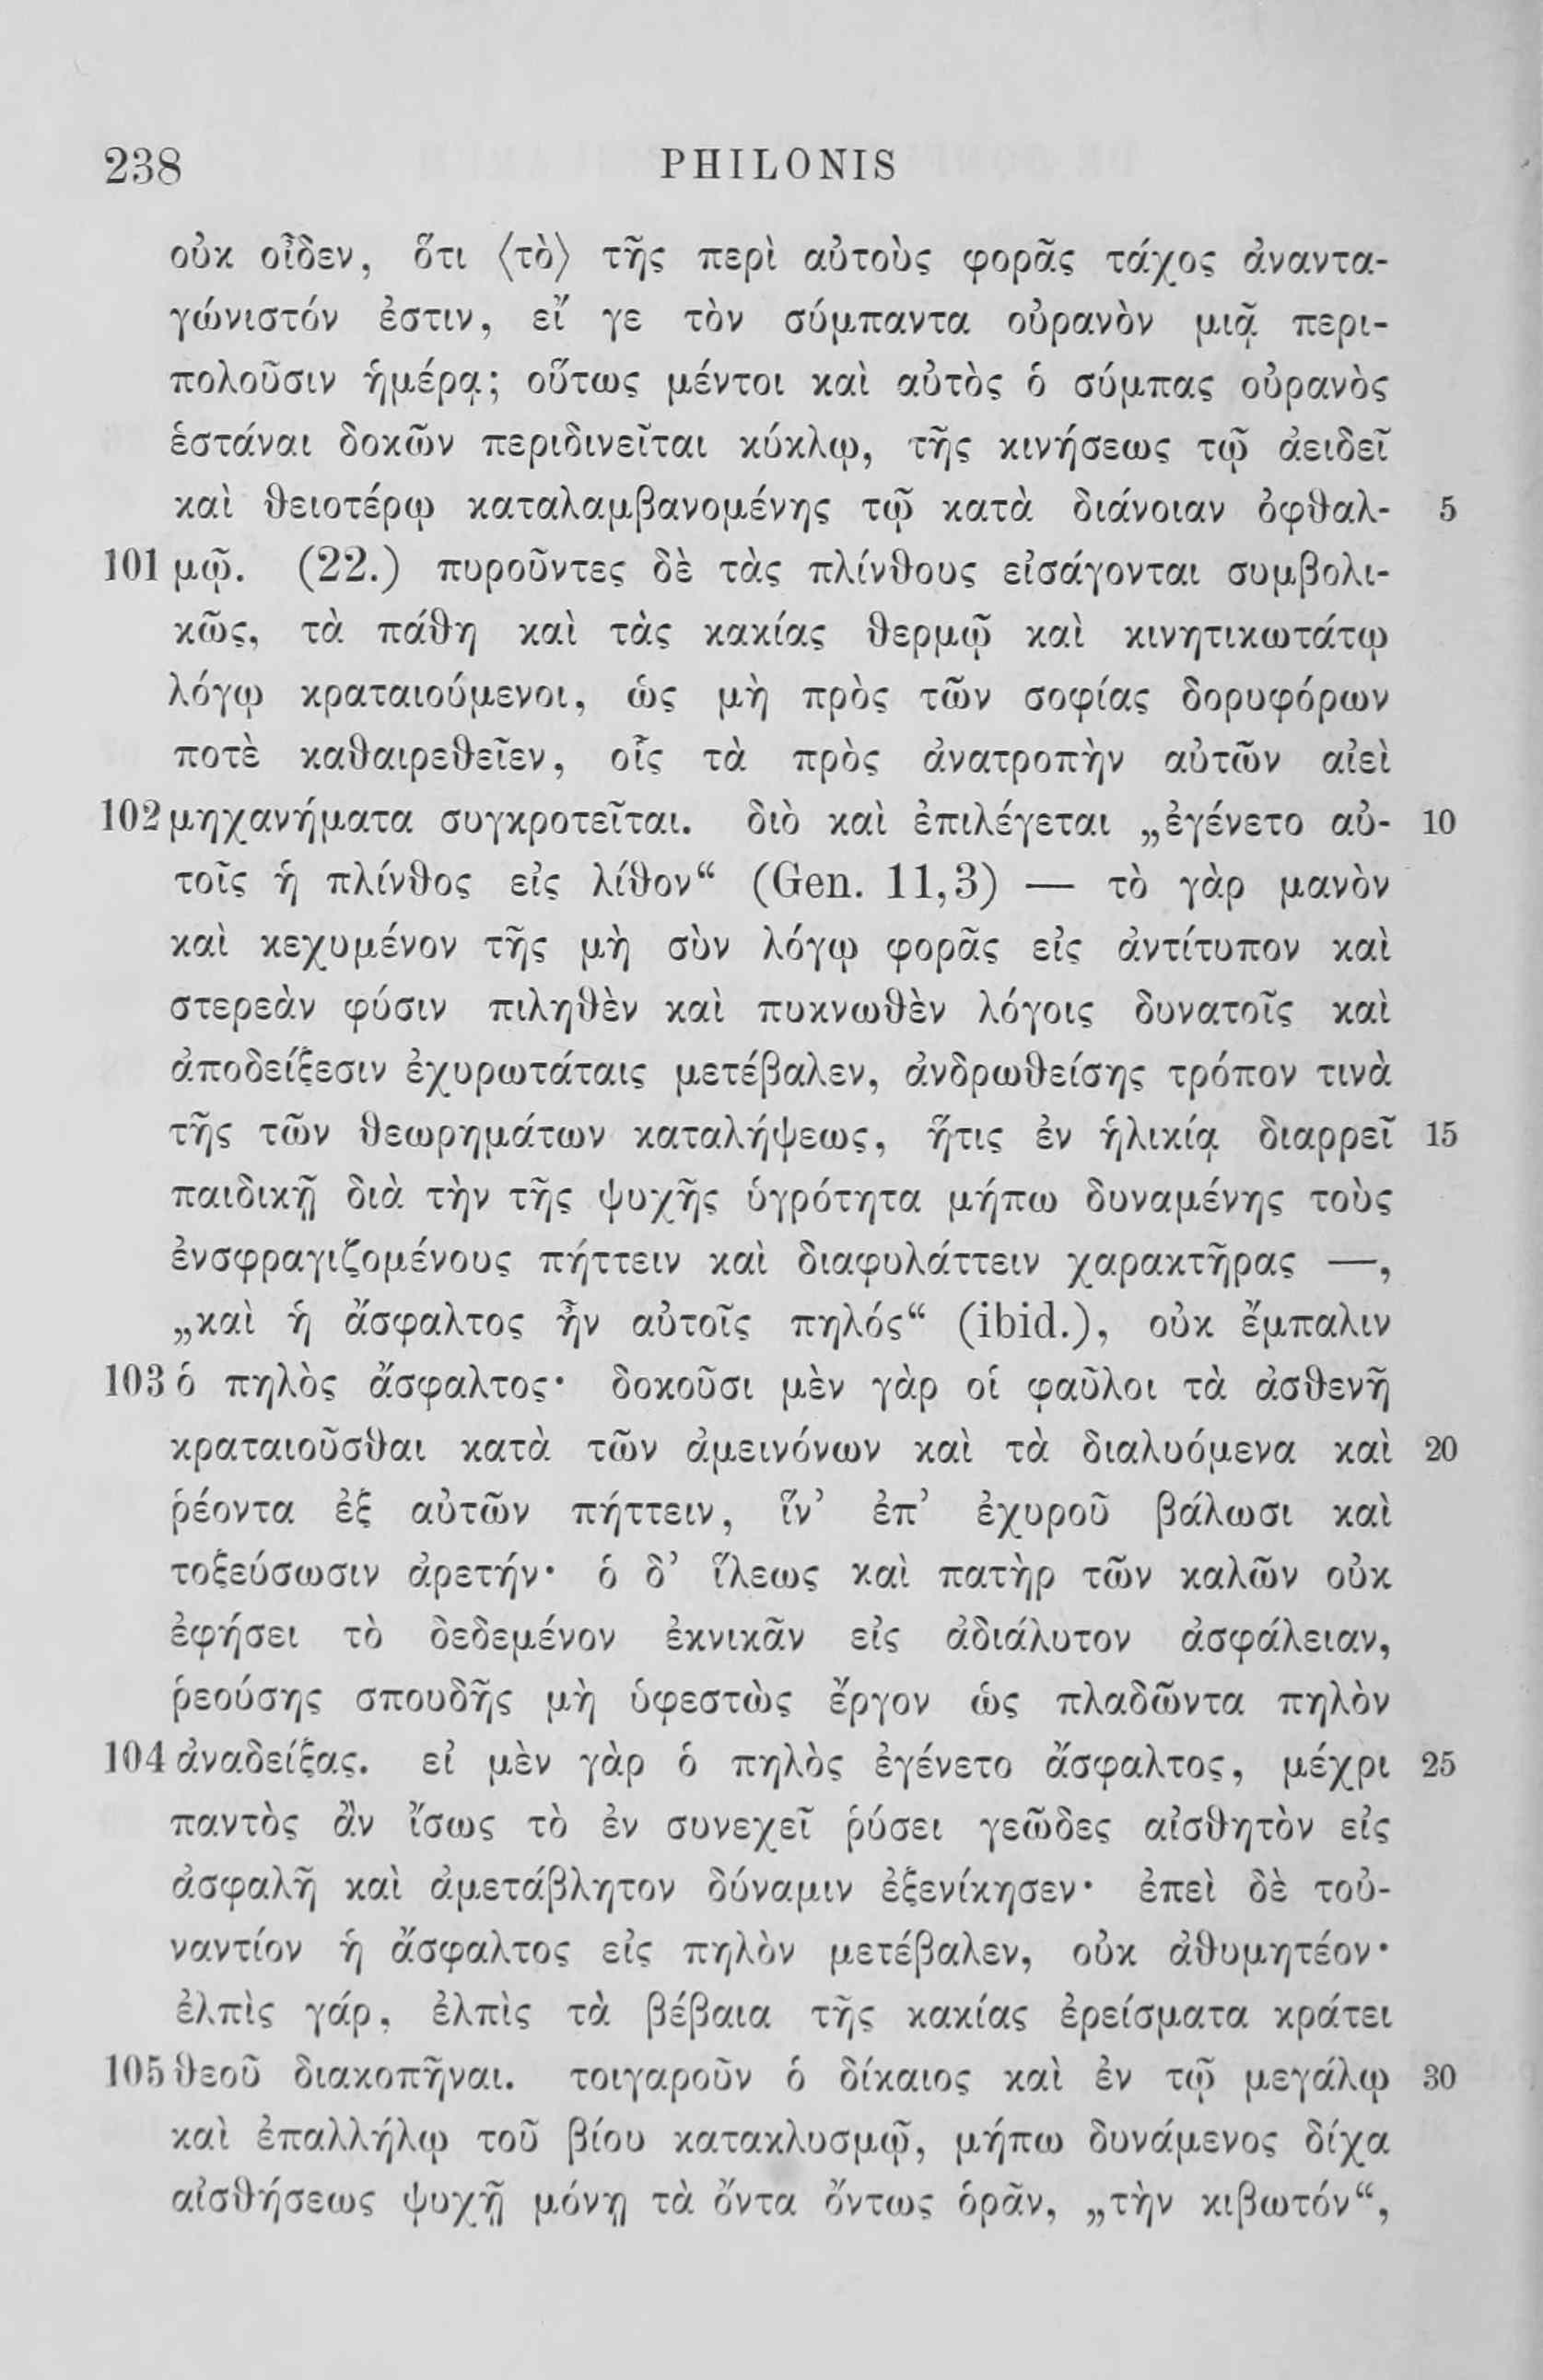 238 PHILONIS
οὐκ οἶδεν, ὅτι ⟨τὸ⟩ τῆς περὶ αὐτοὺς φορᾶς τάχος ἀναντα-
γώνιστόν ἐστιν, εἴ γε τὸν σύμπαντα οὐρανὸν μιᾷ περι-
πολοῦσιν ἡμέρᾳ; οὕτως μέντοι καὶ αὐτὸς ὁ σύμπας οὐρανὸς
ἑστάναι δοκῶν περιδινεῖται κύκλῳ, τῆς κινήσεως τῷ ἀειδεῖ
καὶ θειοτέρῳ καταλαμβανομένης τῷ κατὰ διάνοιαν ὀφθαλ- 5
101 μῷ. (22.) πυροῦντες δὲ τὰς πλίνθους εἰσάγονται συμβολι-
κῶς, τὰ πάθη καὶ τὰς κακίας θερμῷ καὶ κινητικωτάτῳ
λόγῳ κραταιούμενοι, ὡς μὴ πρὸς τῶν σοφίας δορυφόρων
ποτὲ καθαιρεθεῖεν, οἷς τὰ πρὸς ἀνατροπὴν αὐτῶν αἰεὶ
102 μηχανήματα συγκροτεῖται. διὸ καὶ ἐπιλέγεται „ἐγένετο αὐ- 10
τοῖς ἡ πλίνθος εἰς λίθον“ (Gen. 11,3) — τὸ γὰρ μανὸν
καὶ κεχυμένον τῆς μὴ σὺν λόγῳ φορᾶς εἰς ἀντίτυπον καὶ
στερεὰν φύσιν πιληθὲν καὶ πυκνωθὲν λόγοις δυνατοῖς καὶ
ἀποδείξεσιν ἐχυρωτάταις μετέβαλεν, ἀνδρωθείσης τρόπον τινὰ
τῆς τῶν θεωρημάτων καταλήψεως, ἥτις ἐν ἡλικίᾳ διαρρεῖ 15
παιδικῇ διὰ τὴν τῆς ψυχῆς ὑγρότητα μήπω δυναμένης τοὺς
ἐνσφραγιζομένους πήττειν καὶ διαφυλάττειν χαρακτῆρας —,
„καὶ ἡ ἄσφαλτος ἦν αὐτοῖς πηλός“ (ibid.), οὐκ ἔμπαλιν
103 ὁ πηλὸς ἄσφαλτος· δοκοῦσι μὲν γὰρ οἱ φαῦλοι τὰ ἀσθενῆ
κραταιοῦσθαι κατὰ τῶν ἀμεινόνων καὶ τὰ διαλυόμενα καὶ 20
ῥέοντα ἐξ αὐτῶν πήττειν, ἵν’ ἐπ’ ἐχυροῦ βάλωσι καὶ
τοξεύσωσιν ἀρετήν· ὁ δ’ ἵλεως καὶ πατὴρ τῶν καλῶν οὐκ
ἐφήσει τὸ δεδεμένον ἐκνικᾶν εἰς ἀδιάλυτον ἀσφάλειαν,
ῥεούσης σπουδῆς μὴ ὑφεστὼς ἔργον ὡς πλαδῶντα πηλὸν
104 ἀναδείξας. εἰ μὲν γὰρ ὁ πηλὸς ἐγένετο ἄσφαλτος, μέχρι 25
παντὸς ἂν ἴσως τὸ ἐν συνεχεῖ ῥύσει γεῶδες αἰσθητὸν εἰς
ἀσφαλῆ καὶ ἀμετάβλητον δύναμιν ἐξενίκησεν· ἐπεὶ δὲ τοὐ-
ναντίον ἡ ἄσφαλτος εἰς πηλὸν μετέβαλεν, οὐκ ἀθυμητέον·
ἐλπὶς γάρ, ἐλπὶς τὰ βέβαια τῆς κακίας ἐρείσματα κράτει
105 θεοῦ διακοπῆναι. τοιγαροῦν ὁ δίκαιος καὶ ἐν τῷ μεγάλῳ 30
καὶ ἐπαλλήλῳ τοῦ βίου κατακλυσμῷ, μήπω δυνάμενος δίχα
αἰσθήσεως ψυχῇ μόνῃ τὰ ὄντα ὄντως ὁρᾶν, „τὴν κιβωτόν“,